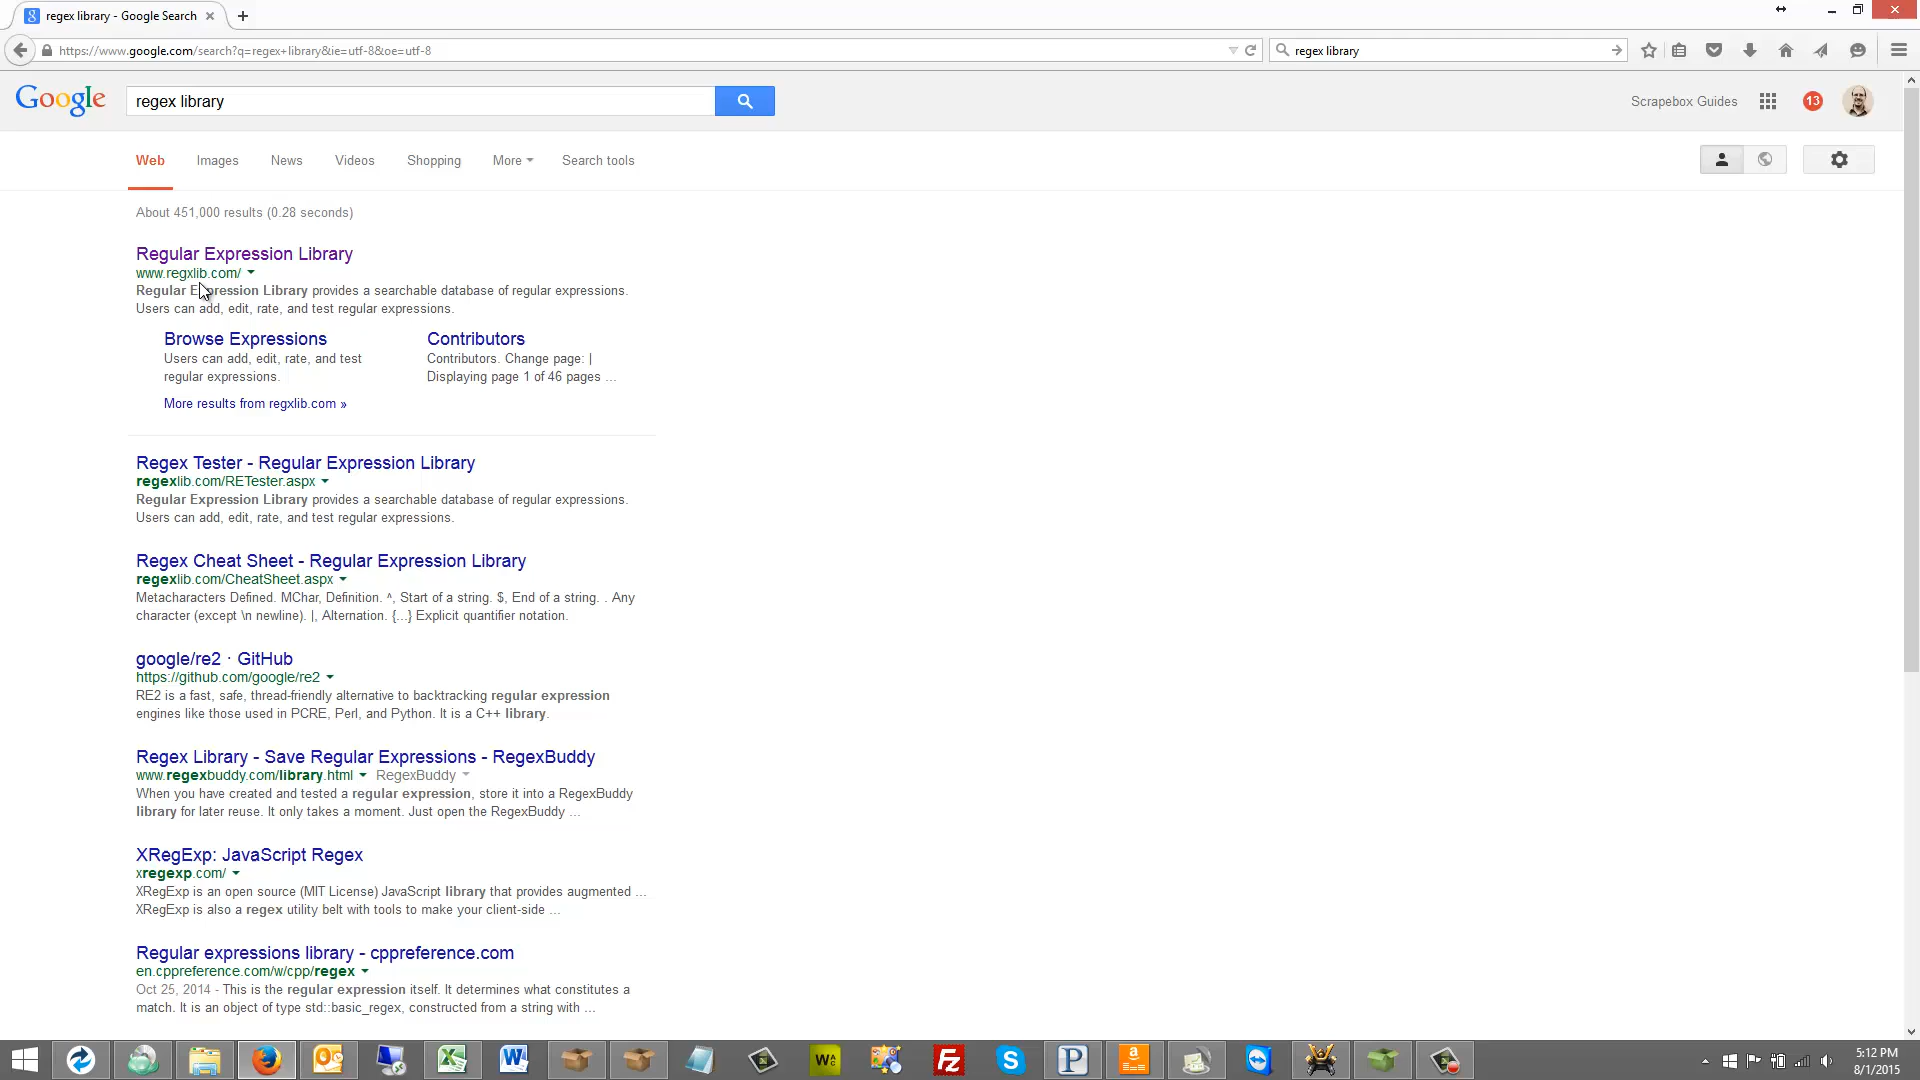 regex library - Google Search
https://www.google.com/search?q=regex+library&ie=utf-8&oe=utf-8
regex library
Google
regex library
Scrapebox Guides
13
Web
Images
News
Videos
Shopping
More
Search tools
About 451,000 results (0.28 seconds)
Regular Expression Library
www.regxlib.com/
Regular Expression Library provides a searchable database of regular expressions.
Users can add, edit, rate, and test regular expressions.
Browse Expressions
Users can add, edit, rate, and test
regular expressions.
Contributors
Contributors. Change page: |
Displaying page 1 of 46 pages ...
More results from regxlib.com »
Regex Tester - Regular Expression Library
regexlib.com/RETester.aspx
Regular Expression Library provides a searchable database of regular expressions.
Users can add, edit, rate, and test regular expressions.
Regex Cheat Sheet - Regular Expression Library
regexlib.com/CheatSheet.aspx
Metacharacters Defined. MChar, Definition. ^, Start of a string. $, End of a string. . Any
character (except \n newline). |, Alternation. {...} Explicit quantifier notation.
google/re2 · GitHub
https://github.com/google/re2
RE2 is a fast, safe, thread-friendly alternative to backtracking regular expression
engines like those used in PCRE, Perl, and Python. It is a C++ library.
Regex Library - Save Regular Expressions - RegexBuddy
www.regexbuddy.com/library.html RegexBuddy
When you have created and tested a regular expression, store it into a RegexBuddy
library for later reuse. It only takes a moment. Just open the RegexBuddy ...
XRegExp: JavaScript Regex
xregexp.com/
XRegExp is an open source (MIT License) JavaScript library that provides augmented ...
XRegExp is also a regex utility belt with tools to make your client-side ...
Regular expressions library - cppreference.com
en.cppreference.com/w/cpp/regex
Oct 25, 2014 - This is the regular expression itself. It determines what constitutes a
match. It is an object of type std::basic_regex, constructed from a string with ...
5:12 PM
8/1/2015